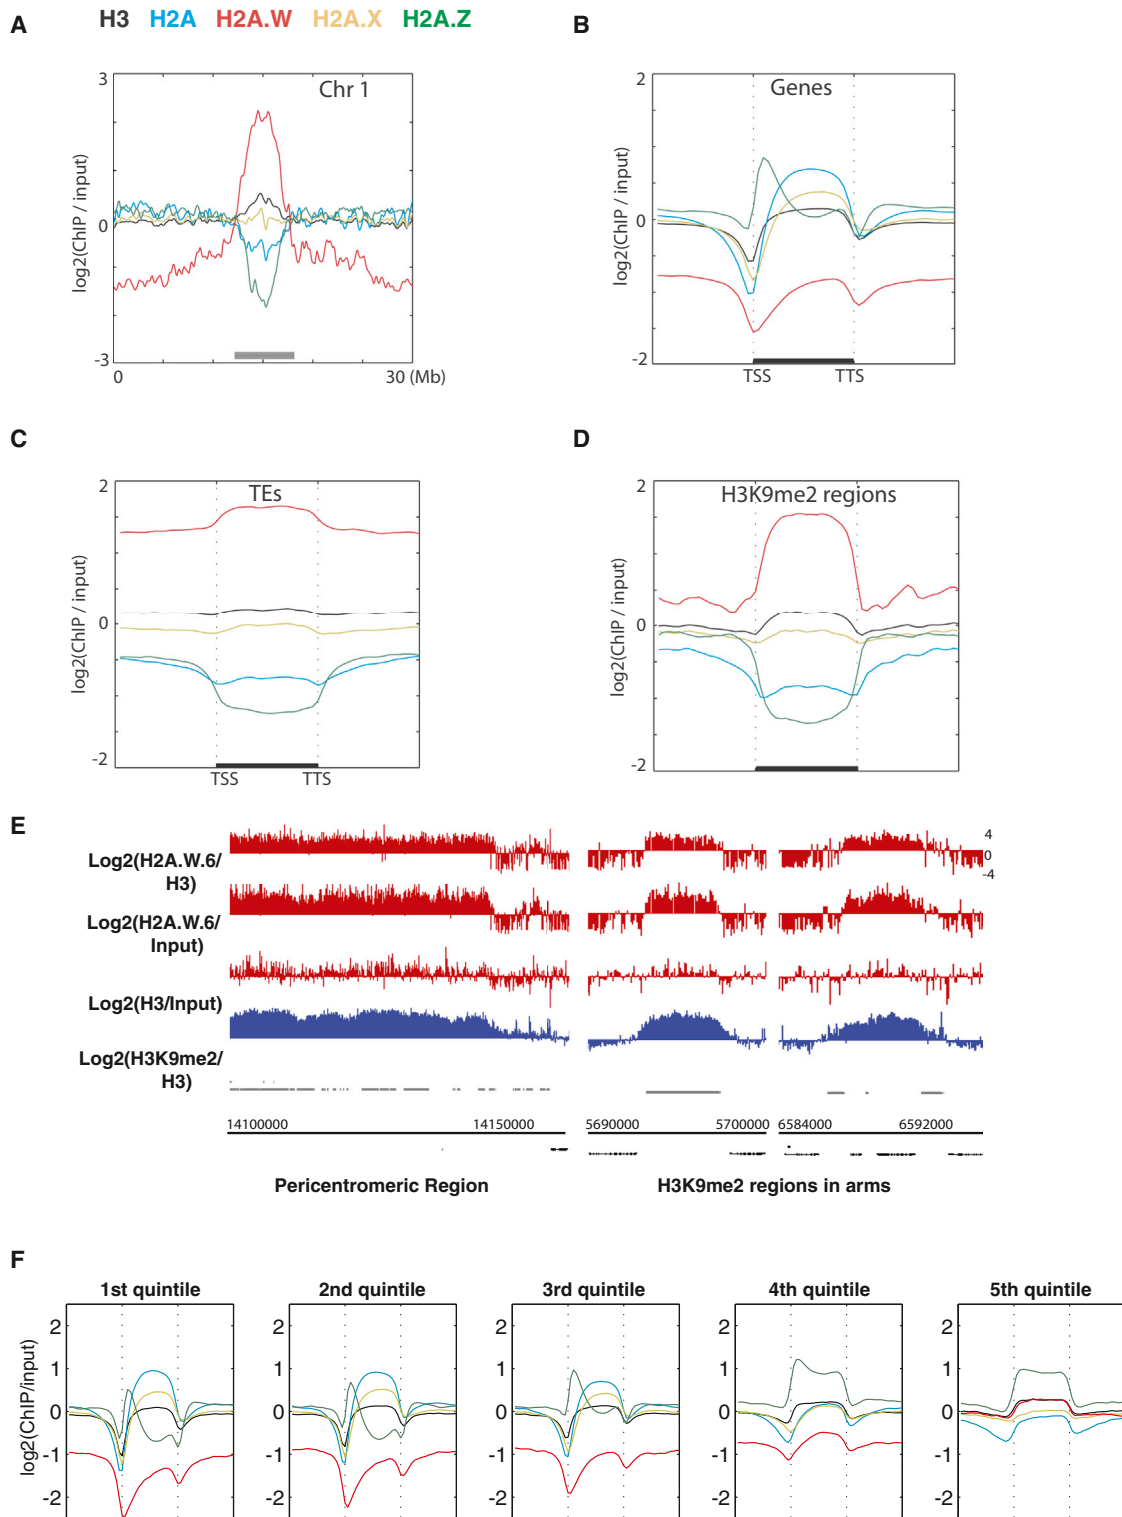 A
H3 H2A H2A.W H2A.X H2A.Z
3
Chr 1
log2(ChIP / input)
0
-3
0
30 (Mb)
B
2
Genes
log2(ChIP / input)
0
-2
TSS
TTS
C
2
TEs
log2(ChIP / input)
0
-2
TSS
TTS
D
2
H3K9me2 regions
log2(ChIP / input)
0
-2
E
Log2(H2A.W.6/
H3)
4
0
-4
Log2(H2A.W.6/
Input)
Log2(H3/Input)
Log2(H3K9me2/
H3)
14100000
14150000
5690000
5700000
6584000
6592000
Pericentromeric Region
H3K9me2 regions in arms
F
1st quintile
2
1
0
-1
-2
log2(ChIP/input)
2nd quintile
2
1
0
-1
-2
3rd quintile
2
1
0
-1
-2
4th quintile
2
1
0
-1
-2
5th quintile
2
1
0
-1
-2